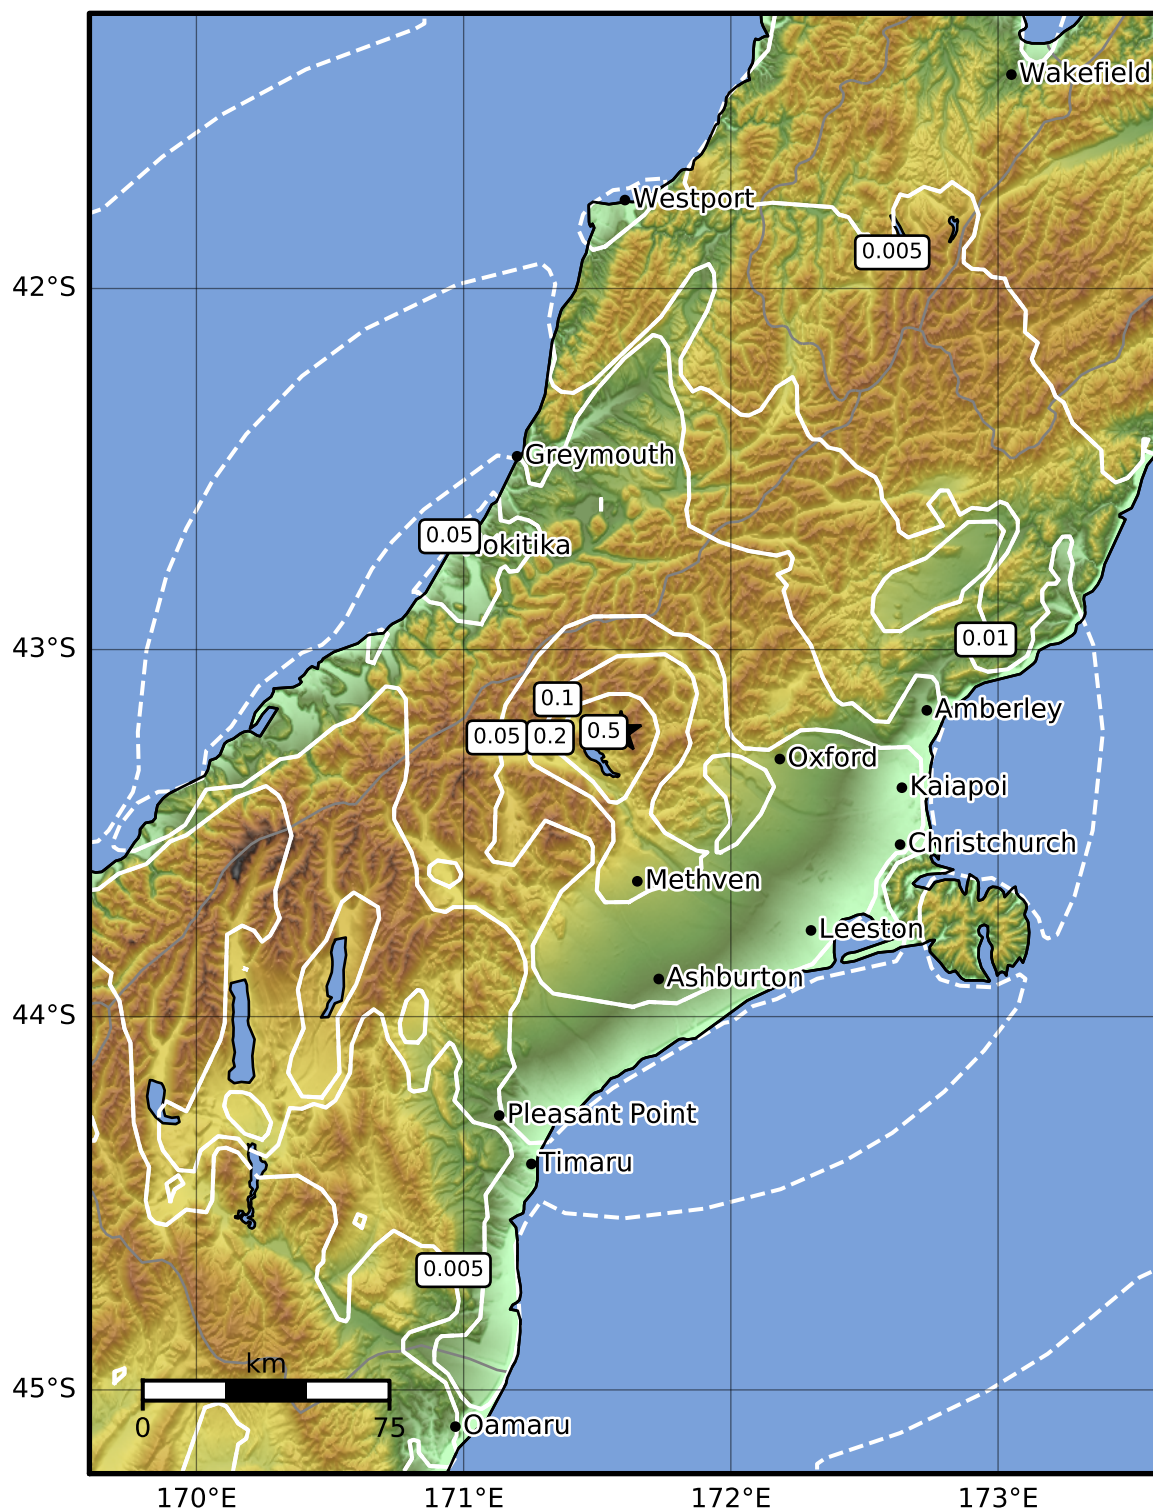 Wakefield
Westport
0.005
42°S
Greymouth
0.05
okitika
0.01
43°S
0.1
0.05
0.2
0.5
Amberley
Oxford
Kaiapoi
Christchurch
Methven
Leeston
Ashburton
44°S
Pleasant Point
Timaru
0.005
km
0
75
45°S
Oamaru
170°E
171°E
172°E
173°E